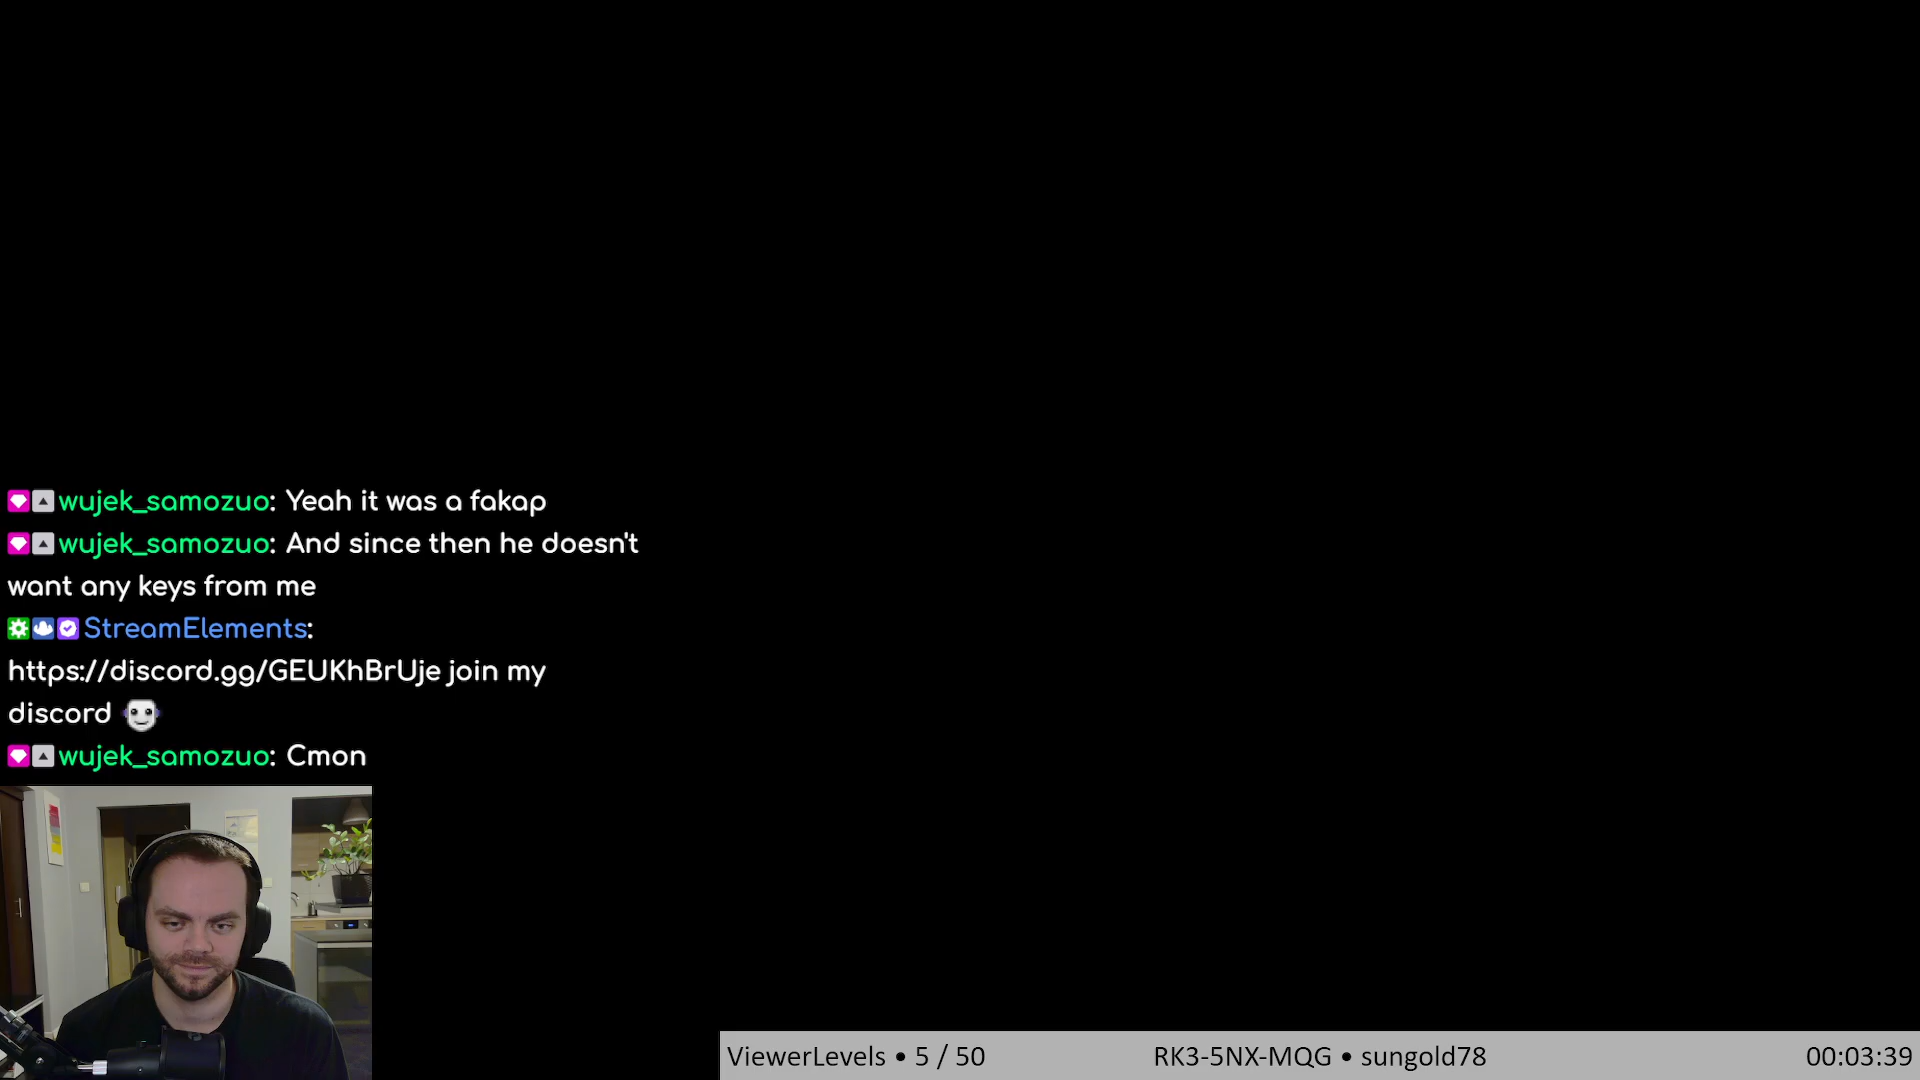 wujek_samozuo: Yeah it was a fakap
wujek_samozuo: And since then he doesn't
want any keys from me
StreamElements:
https://discord.gg/GEUKhBrUje join my
discord
wujek_samozuo: Cmon
ViewerLevels • 5 / 50 RK3-5NX-MQG • sungold78 00:03:39